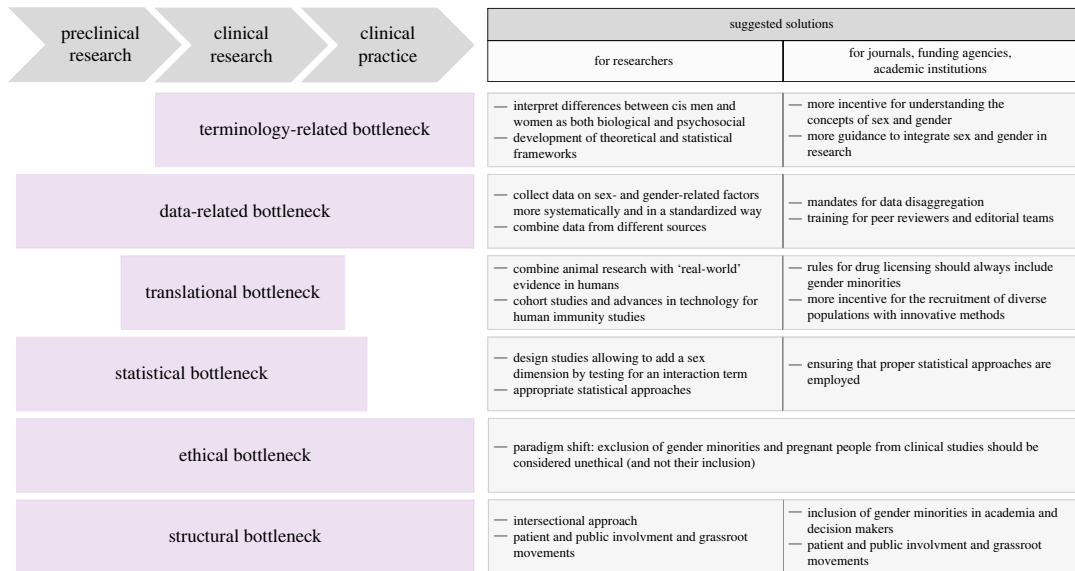 preclinical
research
clinical
research
clinical
practice
suggested solutions
for researchers
for journals, funding agencies,
academic institutions
terminology-related bottleneck
— interpret differences between cis men and
women as both biological and psychosocial
— development of theoretical and statistical
frameworks
— more incentive for understanding the
concepts of sex and gender
— more guidance to integrate sex and gender in
research
data-related bottleneck
— collect data on sex- and gender-related factors
more systematically and in a standardized way
— combine data from different sources
— mandates for data disaggregation
— training for peer reviewers and editorial teams
translational bottleneck
— combine animal research with ‘real-world’
evidence in humans
— cohort studies and advances in technology for
human immunity studies
— rules for drug licensing should always include
gender minorities
— more incentive for the recruitment of diverse
populations with innovative methods
statistical bottleneck
— design studies allowing to add a sex
dimension by testing for an interaction term
— appropriate statistical approaches
— ensuring that proper statistical approaches are
employed
ethical bottleneck
— paradigm shift: exclusion of gender minorities and pregnant people from clinical studies should be
considered unethical (and not their inclusion)
structural bottleneck
— intersectional approach
— patient and public involvment and grassroot
movements
— inclusion of gender minorities in academia and
decision makers
— patient and public involvment and grassroot
movements